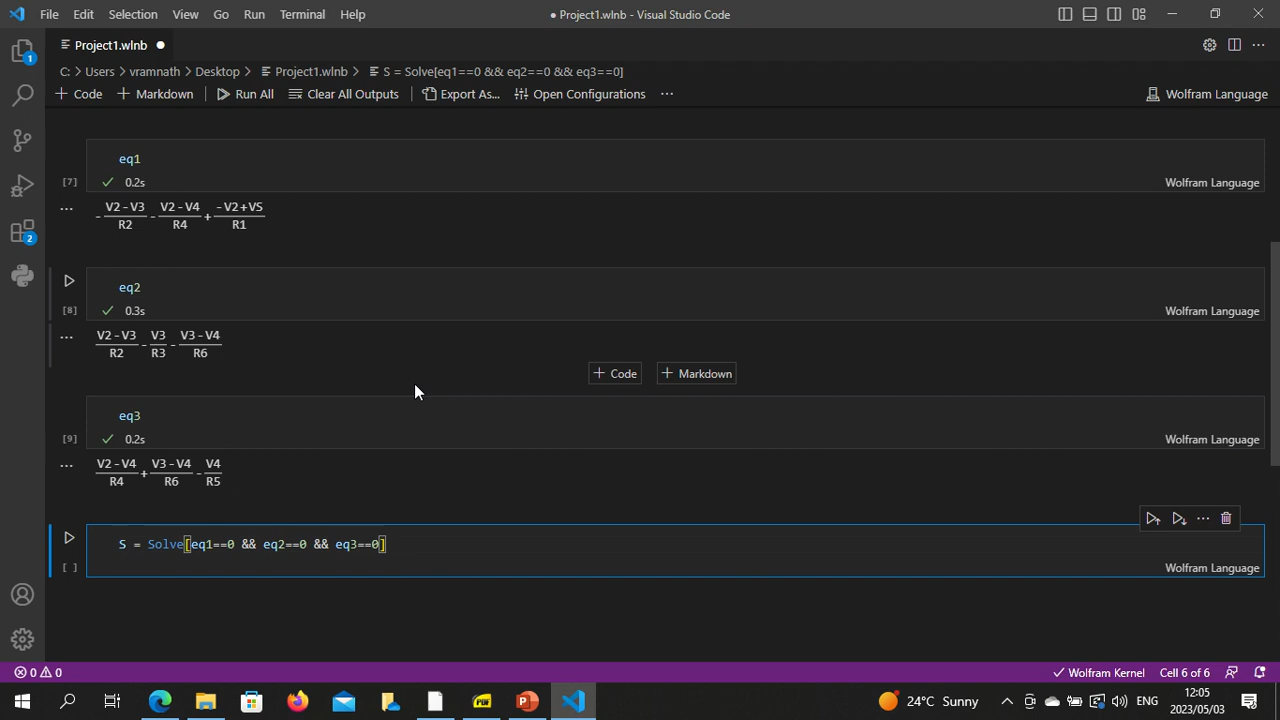 File Edit Selection View Go Run Terminal Help ● Project1.wlnb - Visual Studio Code
Project1.wlnb ●
C: > Users > vramnath > Desktop > Project1.wlnb > S = Solve[eq1==0 && eq2==0 && eq3==0]
+ Code + Markdown Run All Clear All Outputs Export As... Open Configurations ... Wolfram Language
eq1
[7] ✓ 0.2s Wolfram Language
... - V2-V3/R2 - V2-V4/R4 + -V2+VS/R1
eq2
[8] ✓ 0.3s Wolfram Language
... V2-V3/R2 - V3/R3 - V3-V4/R6
+ Code + Markdown
eq3
[9] ✓ 0.2s Wolfram Language
... V2-V4/R4 + V3-V4/R6 - V4/R5
S = Solve[eq1==0 && eq2==0 && eq3==0]
[ ] Wolfram Language
0 0 ✓ Wolfram Kernel Cell 6 of 6
1
2
24°C Sunny ENG 12:05
2023/05/03